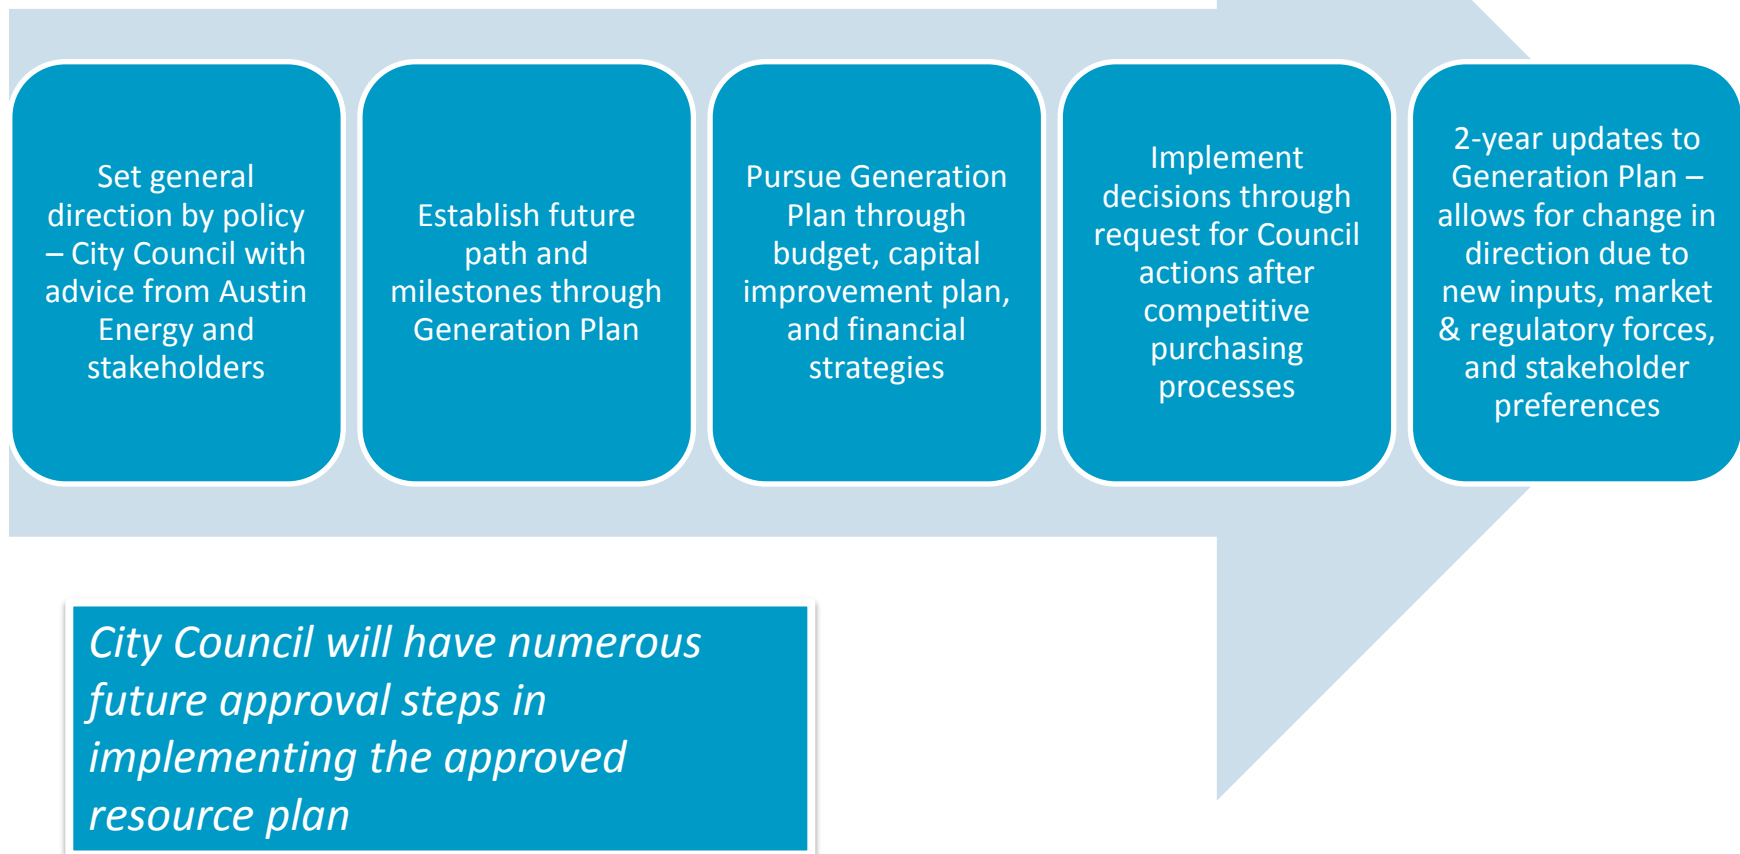 Set general
direction by policy
– City Council with
advice from Austin
Energy and
stakeholders
Establish future
path and
milestones through
Generation Plan
Pursue Generation
Plan through
budget, capital
improvement plan,
and financial
strategies
Implement
decisions through
request for Council
actions after
competitive
purchasing
processes
2-year updates to
Generation Plan –
allows for change in
direction due to
new inputs, market
& regulatory forces,
and stakeholder
preferences
City Council will have numerous
future approval steps in
implementing the approved
resource plan